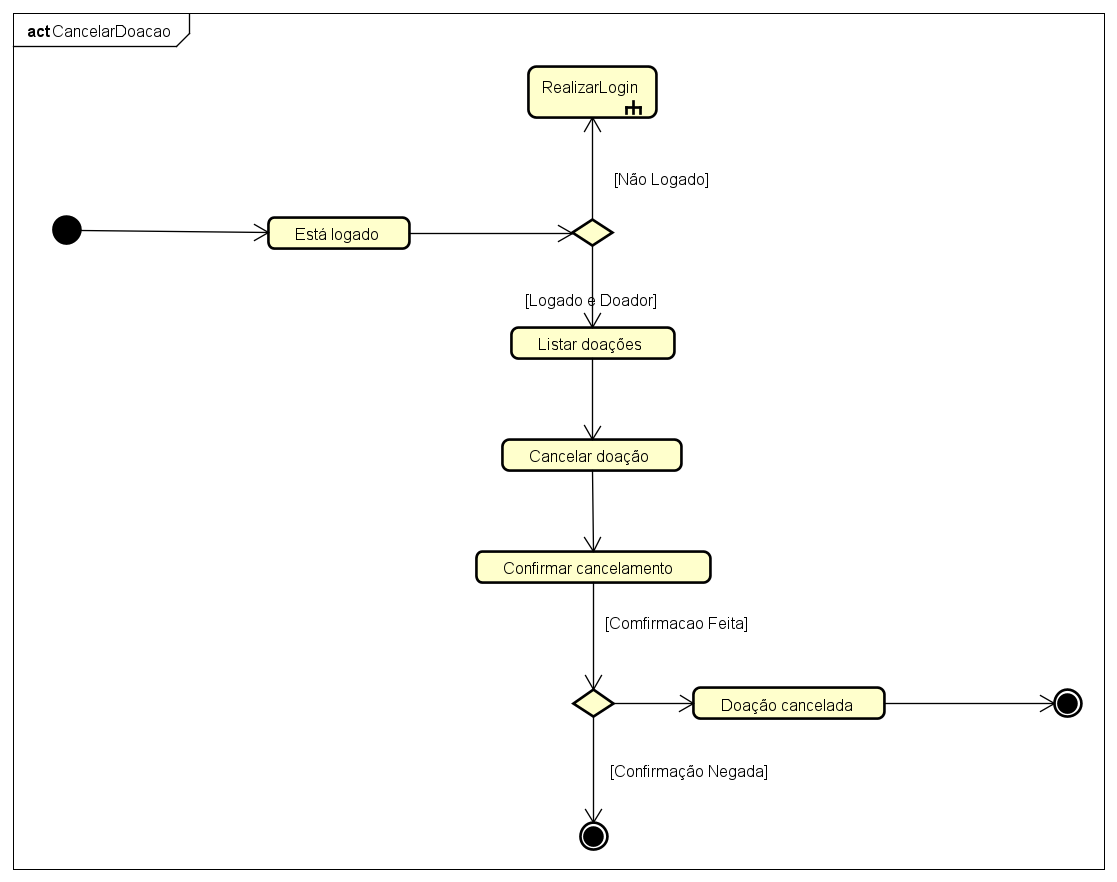 act CancelarDoacao
RealizarLogin
[Não Logado]
Está logado
[Logado e Doador]
Listar doações
Cancelar doação
Confirmar cancelamento
[Comfirmacao Feita]
Doação cancelada
[Confirmação Negada]